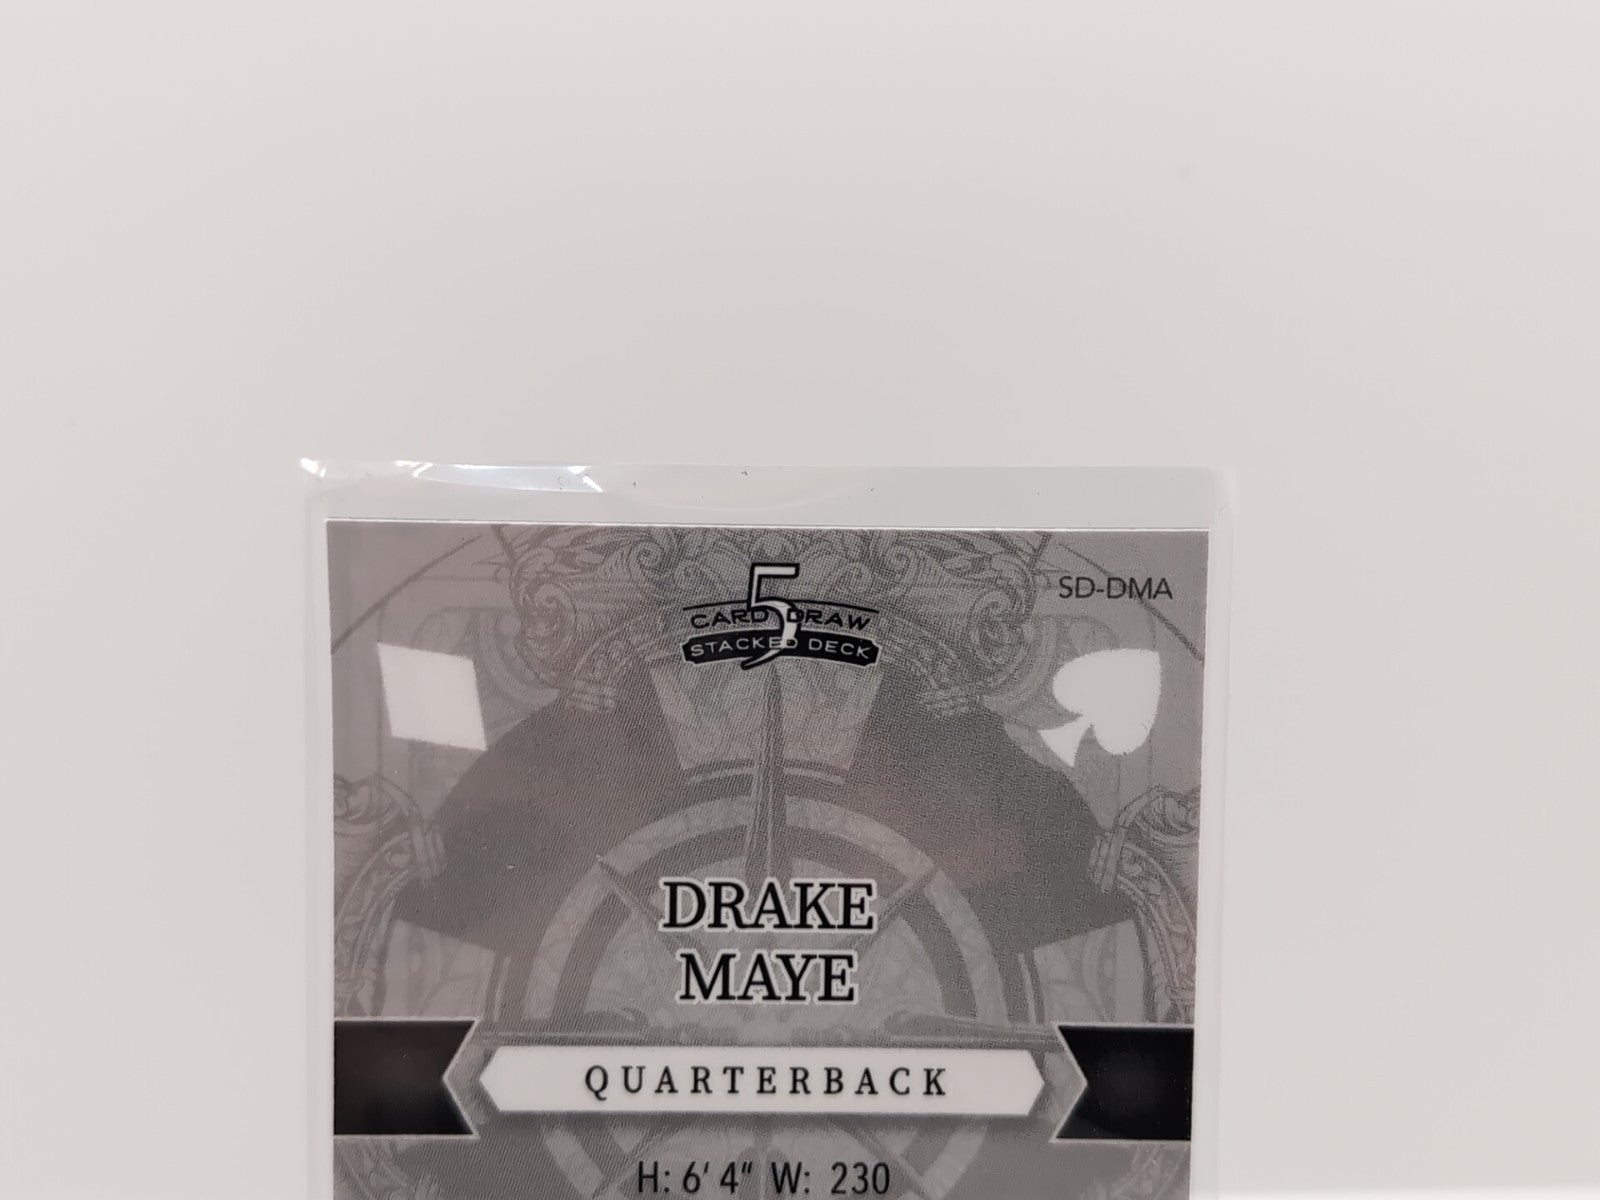 5
CARD DRAW
STACKED DECK
SD-DMA
DRAKE
MAYE
QUARTERBACK
H: 6' 4" W: 230